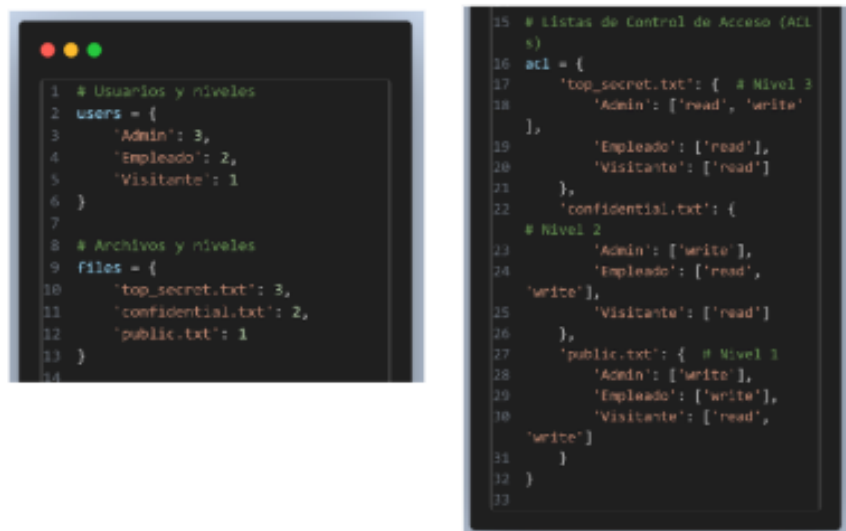 1 # Usuarios y niveles
2 users = {
3 'Admin': 3,
4 'Empleado': 2,
5 'Visitante': 1
6 }
7
8 # Archivos y niveles
9 files = {
10 'top_secret.txt': 3,
11 'confidential.txt': 2,
12 'public.txt': 1
13 }
14
15 # Listas de Control de Acceso (ACL
s)
16 acl = {
17 'top_secret.txt': { # Nivel 3
18 'Admin': ['read', 'write'
],
19 'Empleado': ['read'],
20 'Visitante': ['read']
21 },
22 'confidential.txt': {
# Nivel 2
23 'Admin': ['write'],
24 'Empleado': ['read',
'write'],
25 'Visitante': ['read']
26 },
27 'public.txt': { # Nivel 1
28 'Admin': ['write'],
29 'Empleado': ['write'],
30 'Visitante': ['read',
'write']
31 }
32 }
33